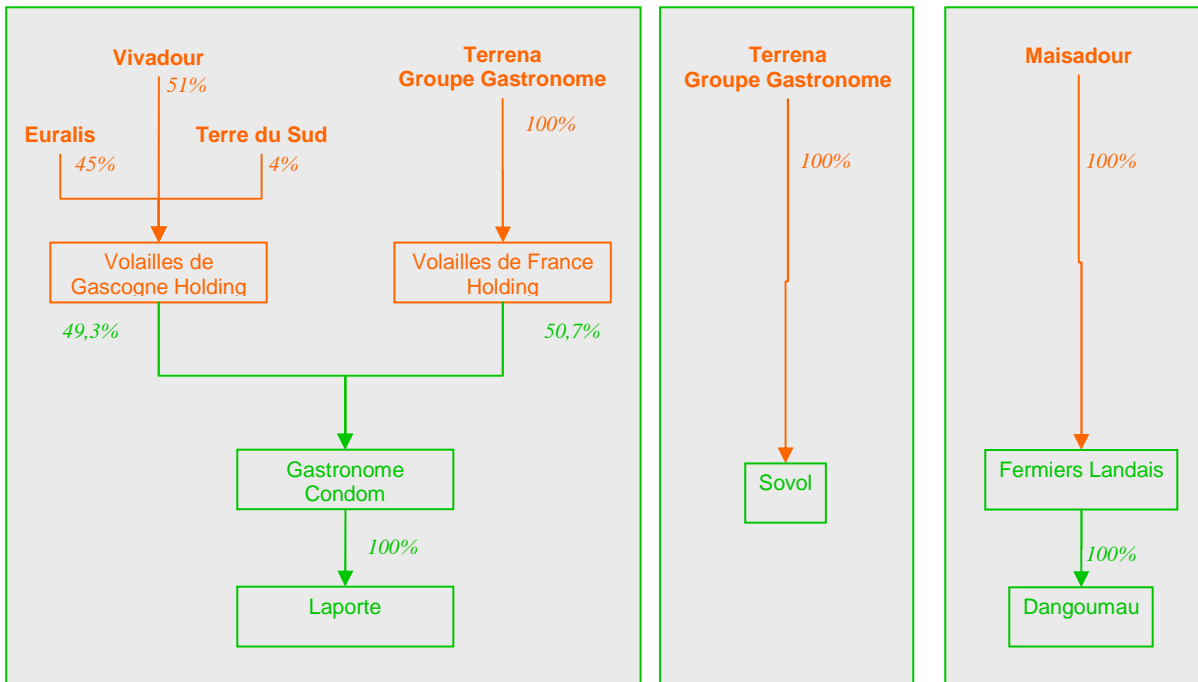 Vivadour
51%
Euralis
45%
Terre du Sud
4%
Terrena
Groupe Gastronome
100%
Volailles de
Gascogne Holding
Volailles de France
Holding
49,3%
50,7%
Gastronome
Condom
100%
Laporte
Terrena
Groupe Gastronome
100%
Sovol
Maisadour
100%
Fermiers Landais
100%
Dangoumau